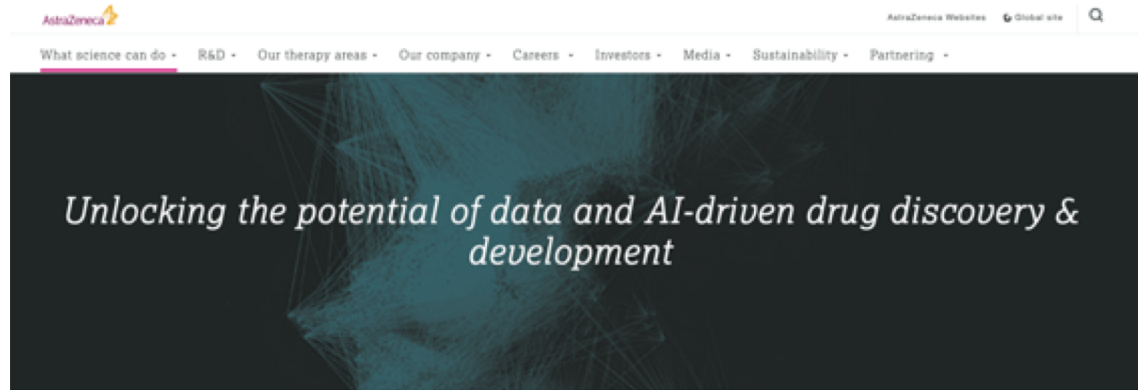 AstraZeneca
AstraZeneca Websites Global site
What science can do R&D Our therapy areas Our company Careers Investors Media Sustainability Partnering
Unlocking the potential of data and AI-driven drug discovery &
development